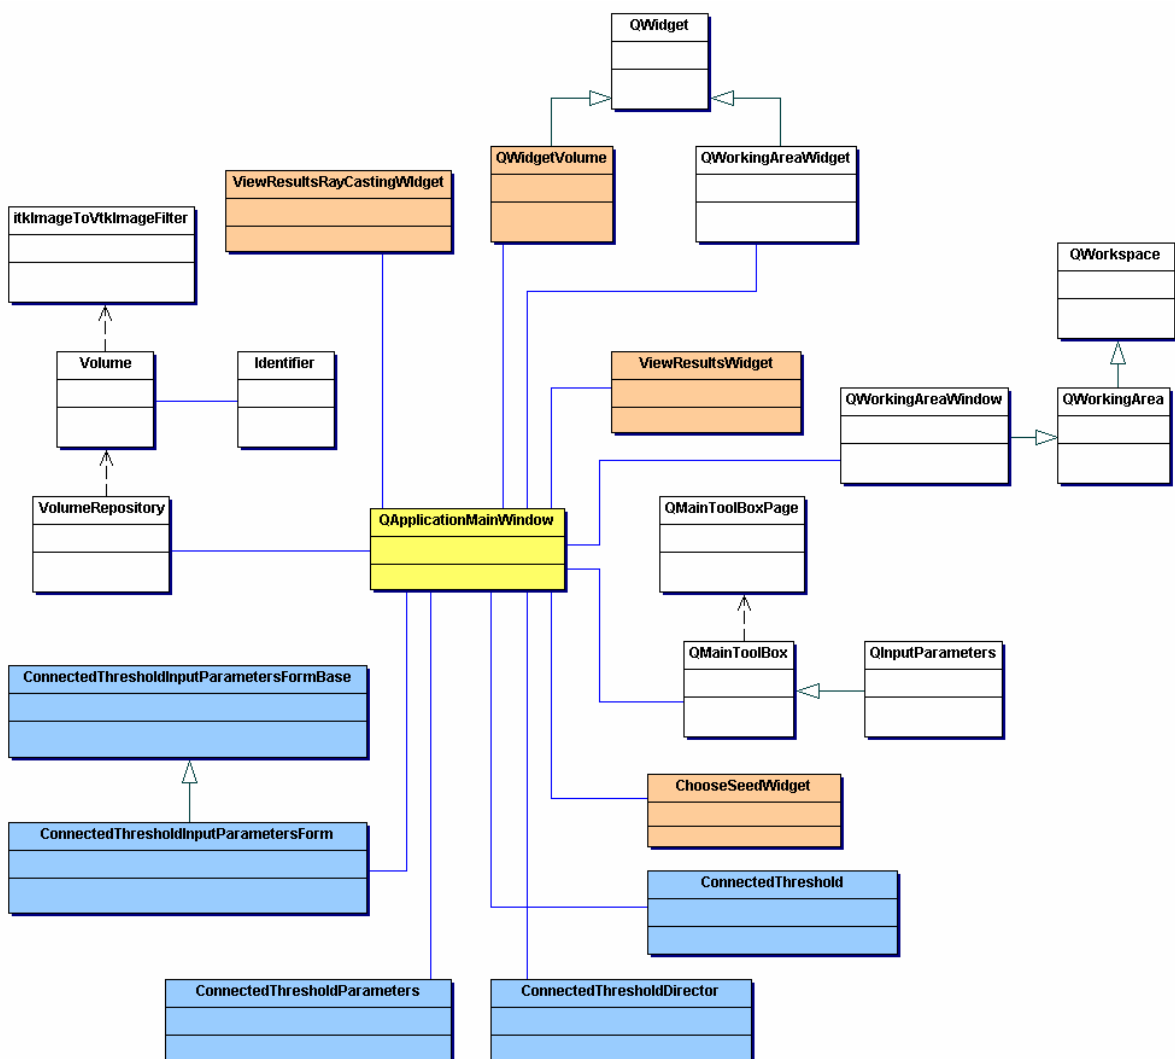 QWidget
QWidgetVolume
QWorkingAreaWidget
ViewResultsRayCastingWIdget
itkImageToVtkImageFilter
QWorkspace
Volume
Identifier
ViewResultsWidget
QWorkingAreaWindow
QWorkingArea
VolumeRepository
QApplicationMainWindow
QMainToolBoxPage
QMainToolBox
QInputParameters
ConnectedThresholdInputParametersFormBase
ChooseSeedWidget
ConnectedThresholdInputParametersForm
ConnectedThreshold
ConnectedThresholdParameters
ConnectedThresholdDirector